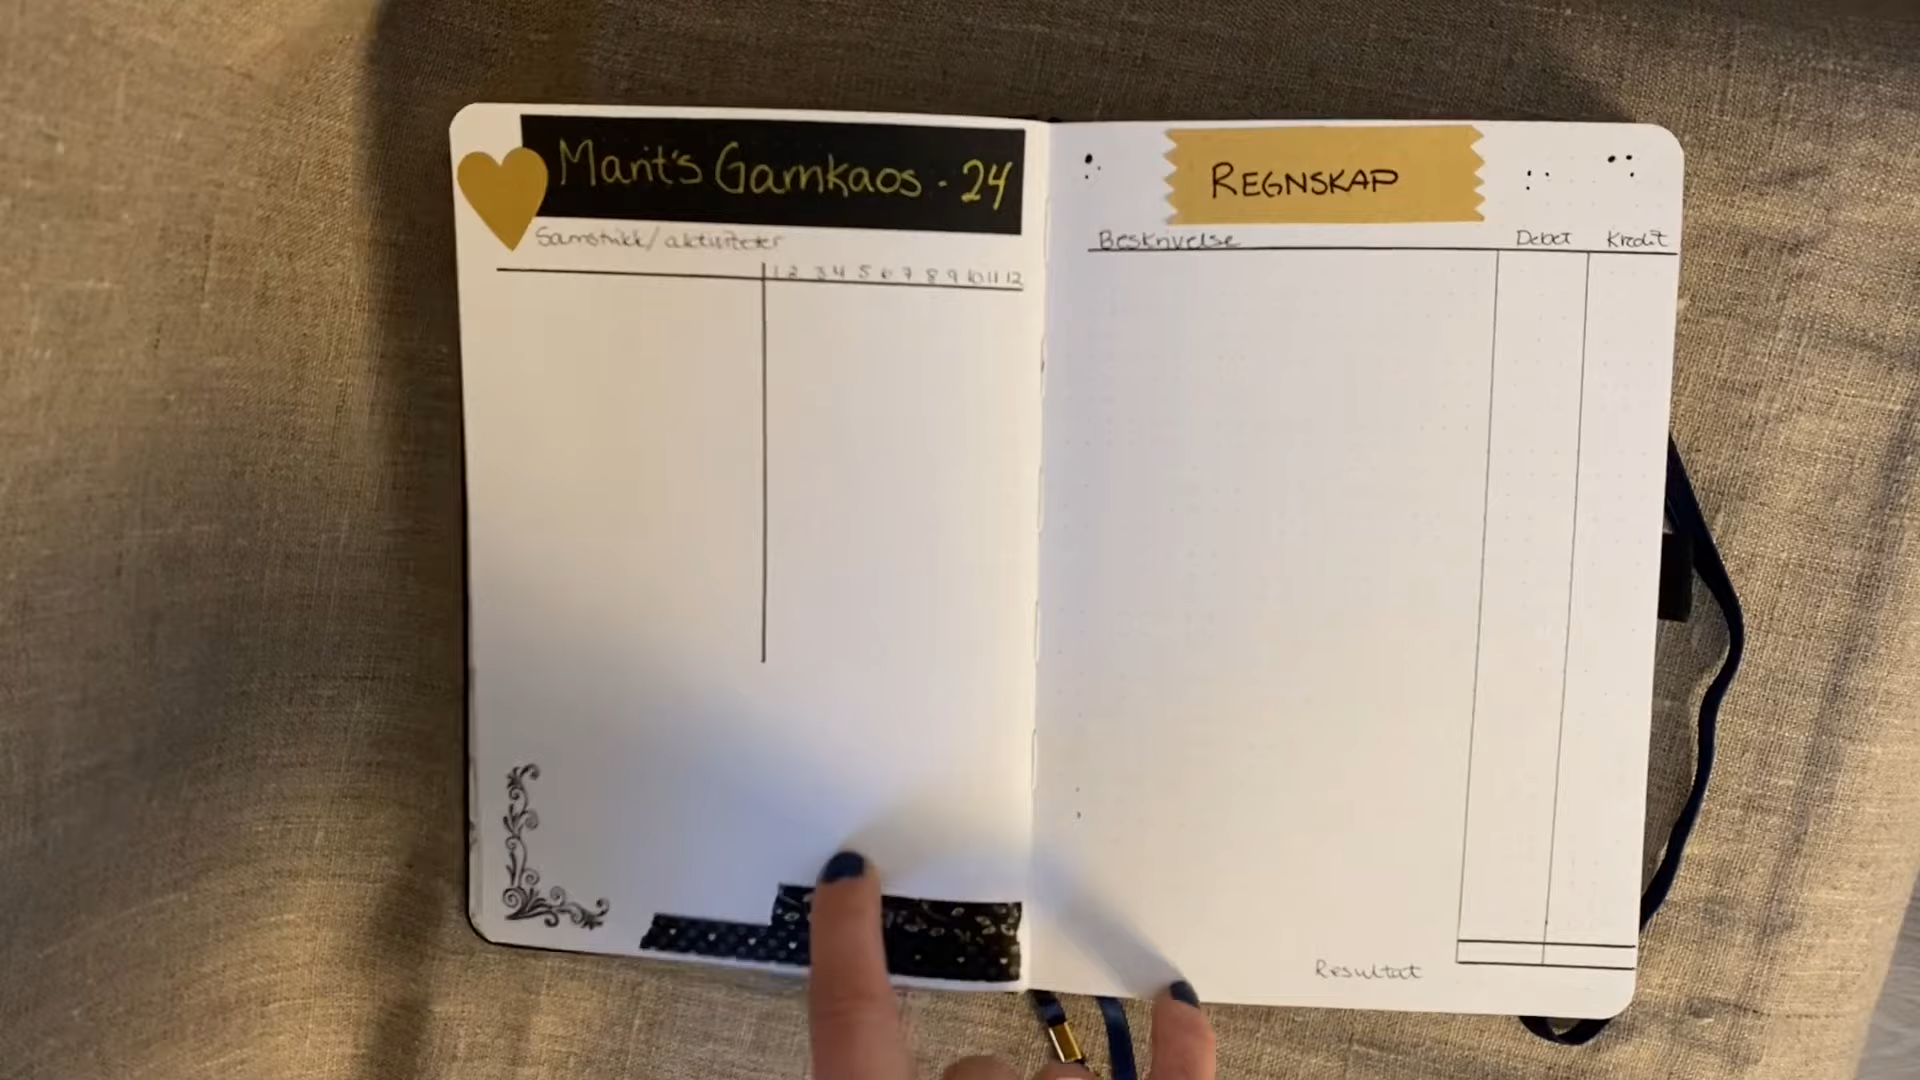 Marit's Garnkaos - 24
Samstrikk/aktiviteter
1 2 3 4 5 6 7 8 9 10 11 12
REGNSKAP
Beskrivelse Debet Kredit
Resultat